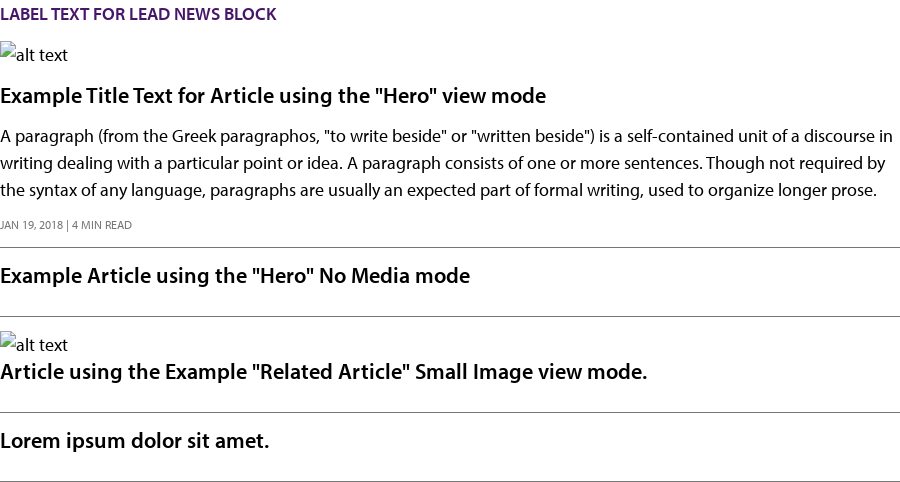 LABEL TEXT FOR LEAD NEWS BLOCK
alt text
Example Title Text for Article using the "Hero" view mode
A paragraph (from the Greek paragraphos, "to write beside" or "written beside") is a self-contained unit of a discourse in
writing dealing with a particular point or idea. A paragraph consists of one or more sentences. Though not required by
the syntax of any language, paragraphs are usually an expected part of formal writing, used to organize longer prose.
JAN 19, 2018 | 4 MIN READ
Example Article using the "Hero" No Media mode
alt text
Article using the Example "Related Article" Small Image view mode.
Lorem ipsum dolor sit amet.